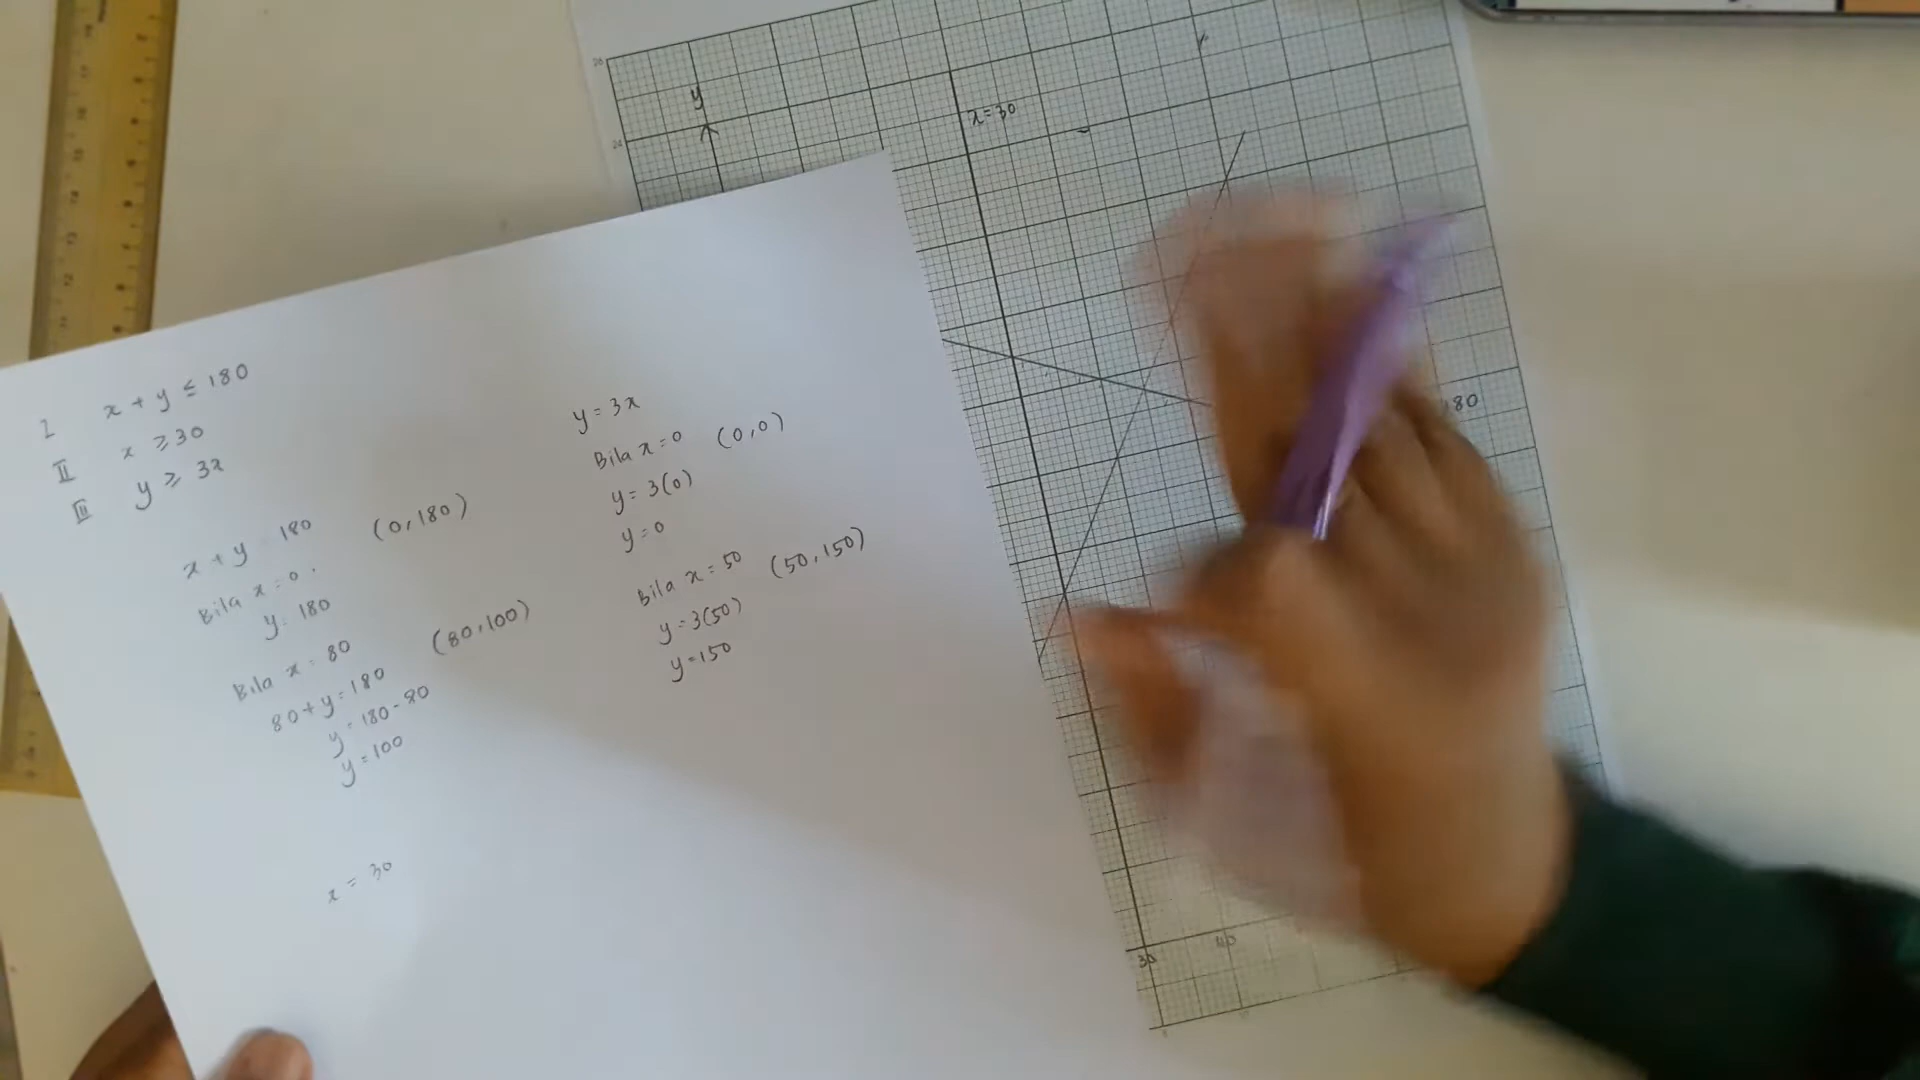 I x + y ≤ 180
II x ≥ 30
III y ≥ 3x
x + y = 180
Bila x = 0. (0, 180)
y = 180
Bila x = 80 (80, 100)
80 + y = 180
y = 180 - 80
y = 100
x = 30
y = 3x
Bila x = 0 (0,0)
y = 3(0)
y = 0
Bila x = 50 (50, 150)
y = 3(50)
y = 150
y
x = 30
180
30
40